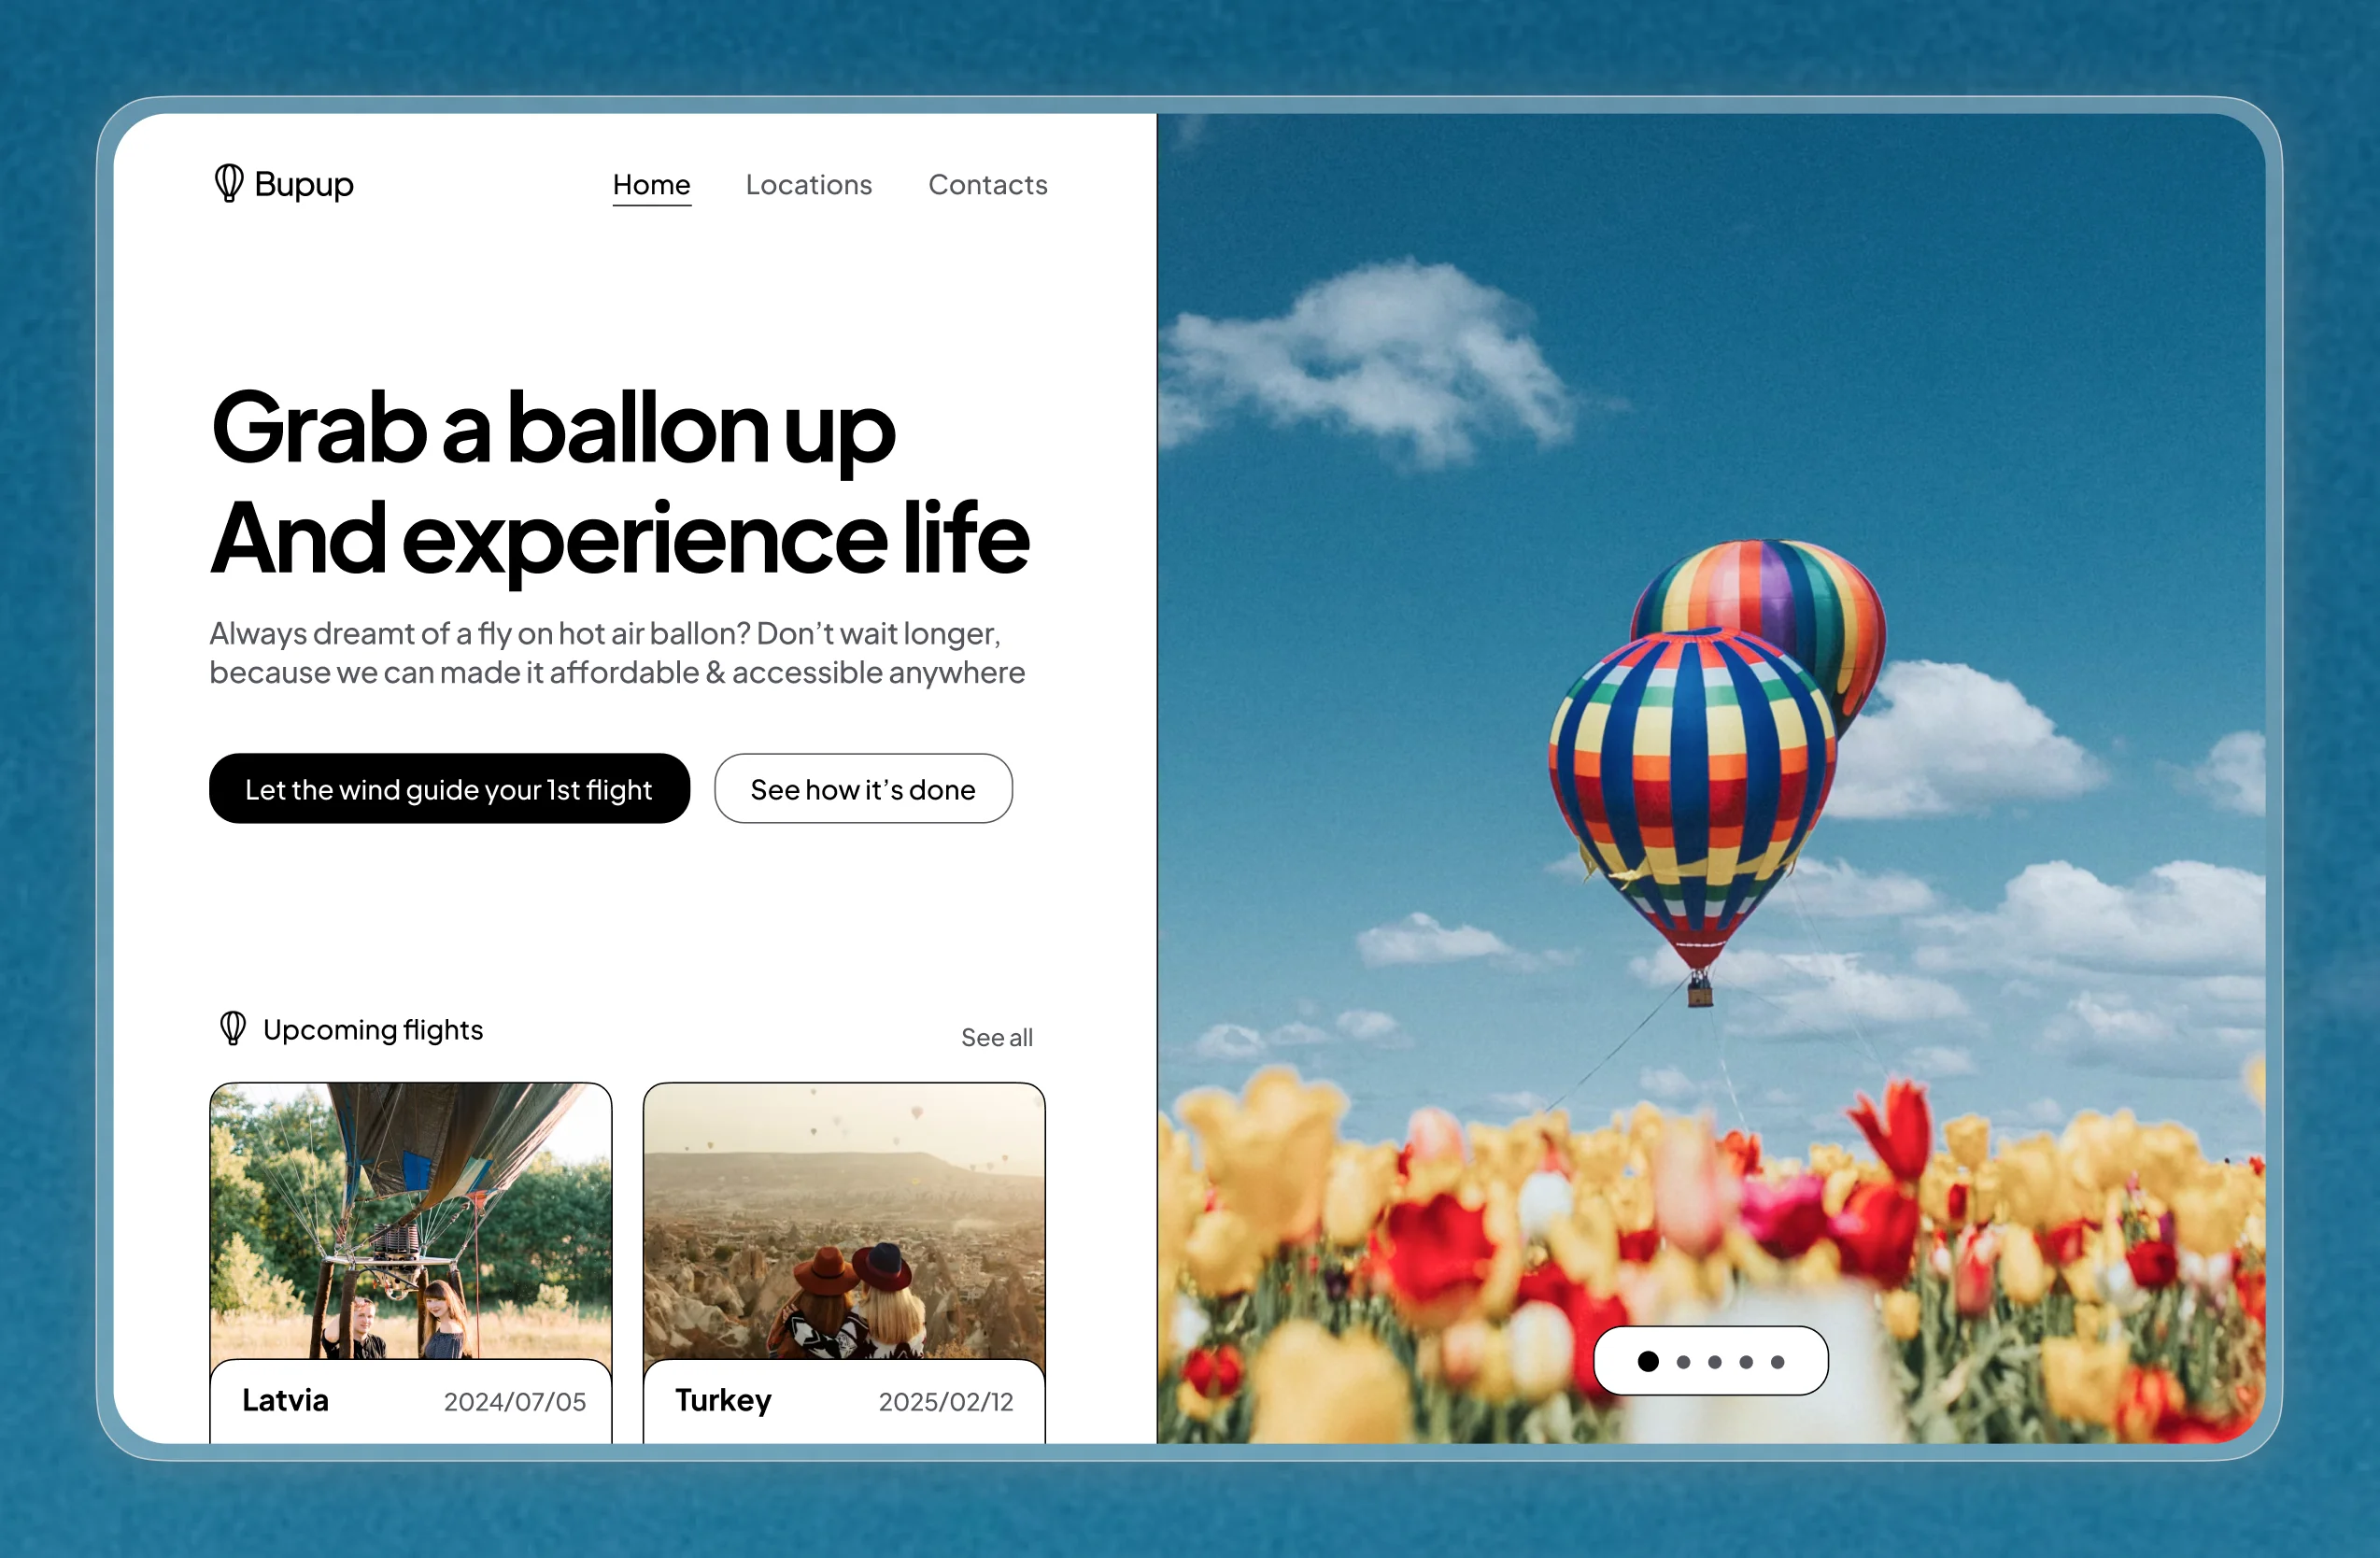 Bupup
Home Locations Contacts
Grab a ballon up
And experience life
Always dreamt of a fly on hot air ballon? Don’t wait longer,
because we can made it affordable & accessible anywhere
Let the wind guide your 1st flight
See how it’s done
Upcoming flights
See all
Latvia 2024/07/05
Turkey 2025/02/12